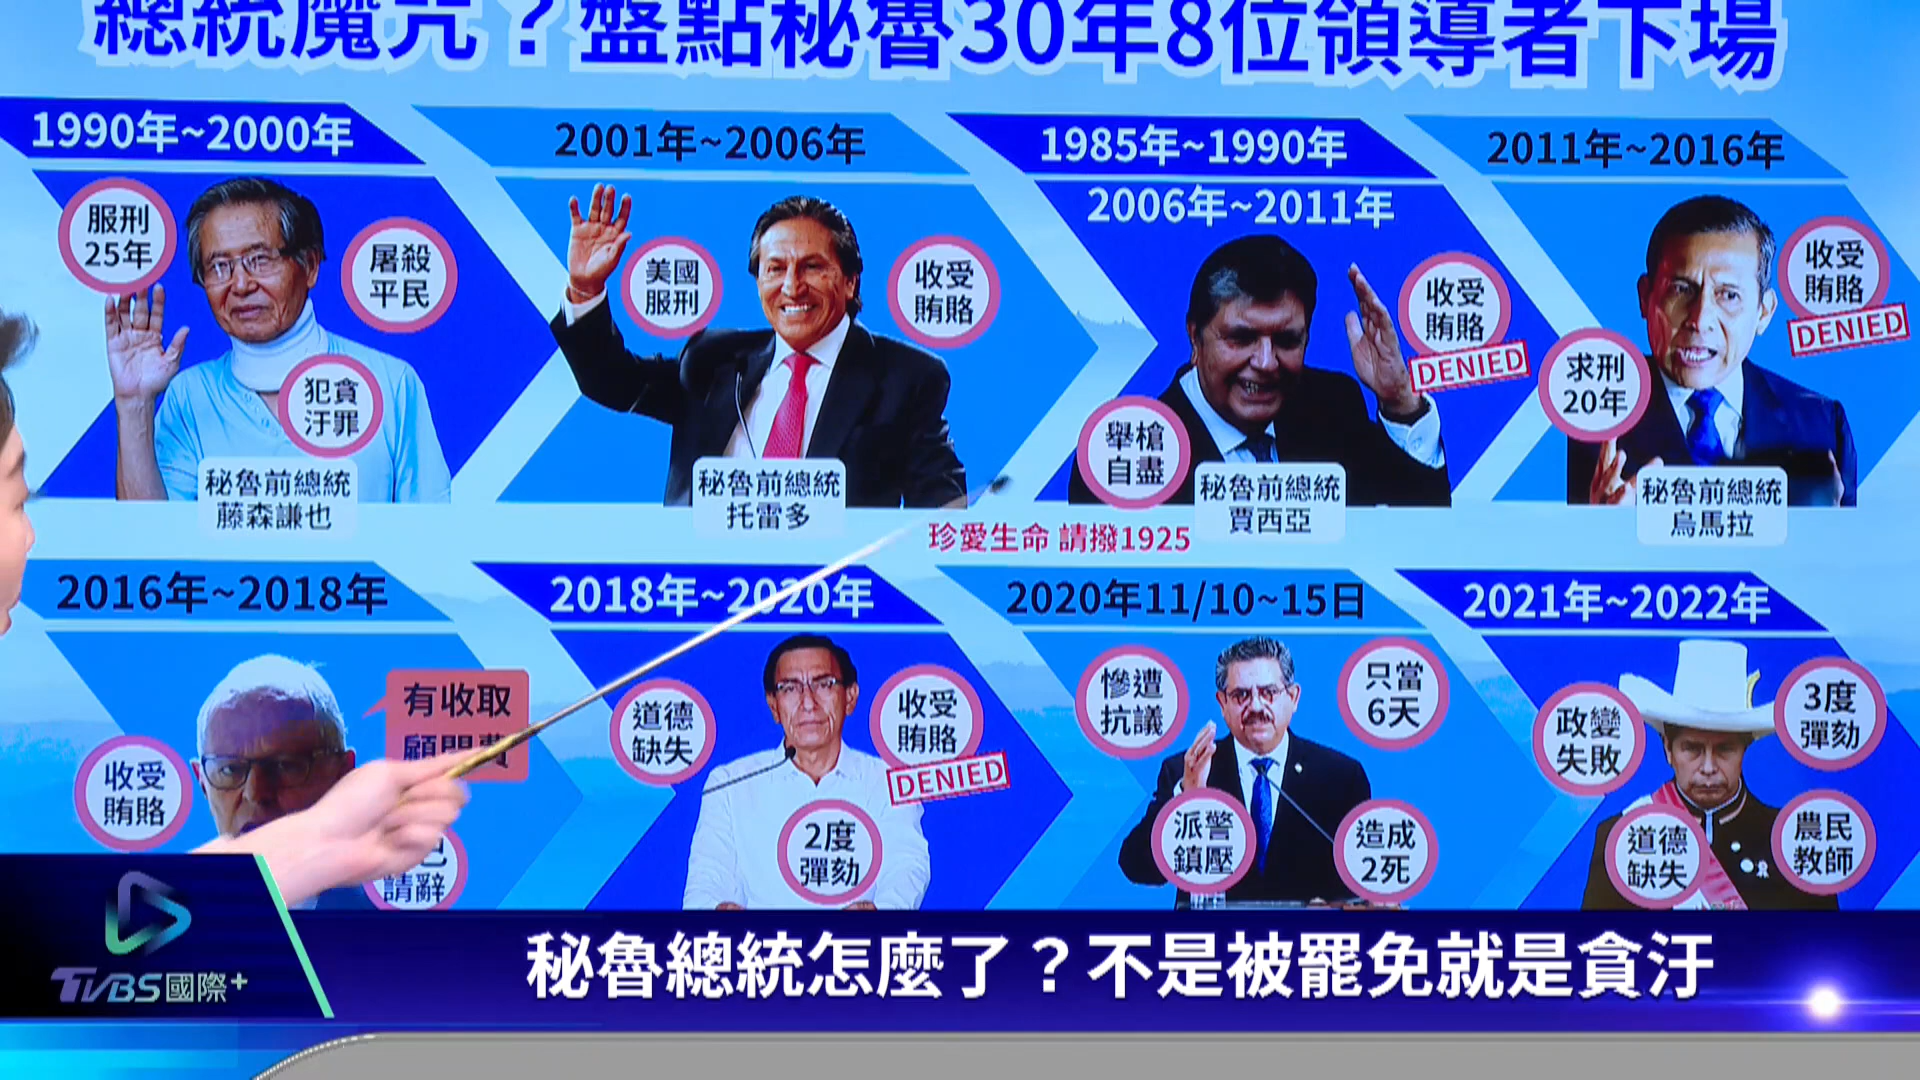 總統魔咒？盤點秘魯30年8位領導者下場
1990年~2000年
服刑
25年
屠殺
平民
犯貪
汙罪
秘魯前總統
藤森謙也
2001年~2006年
美國
服刑
收受
賄賂
秘魯前總統
托雷多
1985年~1990年
2006年~2011年
收受
賄賂
DENIED
舉槍
自盡
秘魯前總統
賈西亞
珍愛生命 請撥1925
2011年~2016年
收受
賄賂
DENIED
求刑
20年
秘魯前總統
烏馬拉
2016年~2018年
有收取
顧問費
收受
賄賂
請辭
2018年~2020年
道德
缺失
收受
賄賂
DENIED
2度
彈劾
2020年11/10~15日
慘遭
抗議
只當
6天
派警
鎮壓
造成
2死
2021年~2022年
政變
失敗
3度
彈劾
道德
缺失
農民
教師
TVBS國際+
秘魯總統怎麼了？不是被罷免就是貪汙